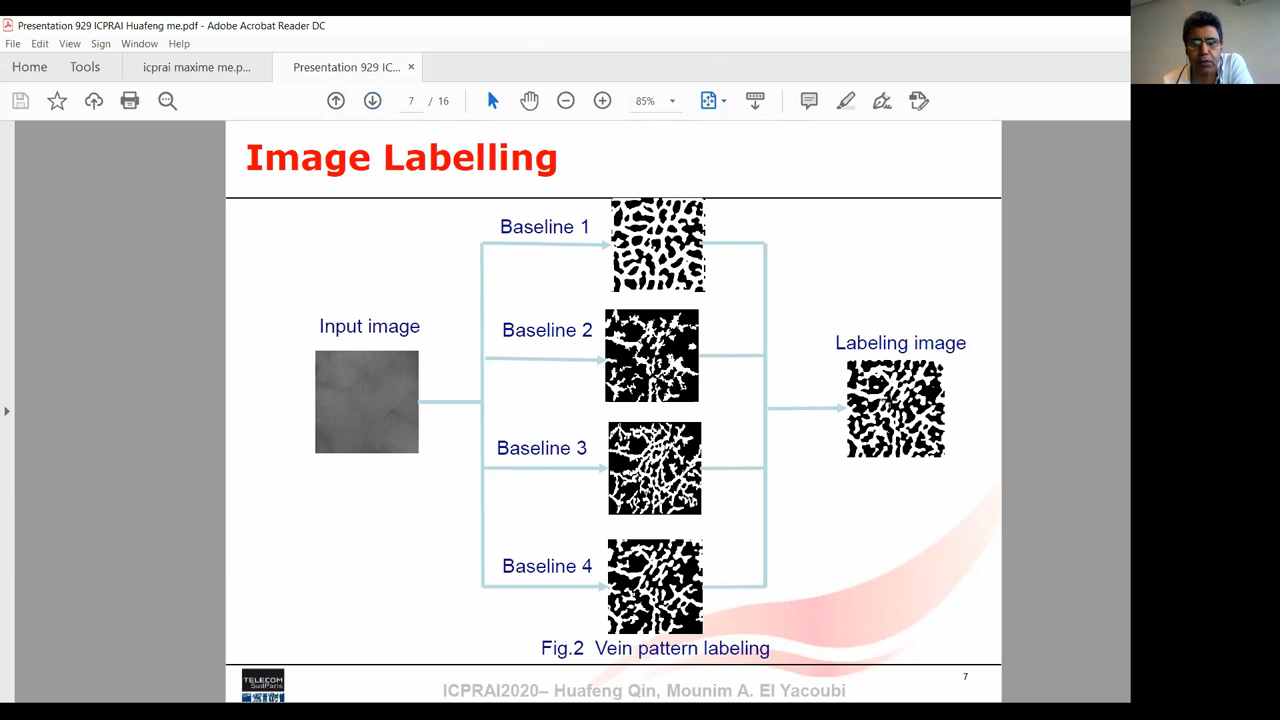 Presentation 929 ICPRAI Huafeng me.pdf - Adobe Acrobat Reader DC
File Edit View Sign Window Help
Home Tools icprai maxime me.p... Presentation 929 IC... ×
7 / 16 85%
Image Labelling
Baseline 1
Input image
Baseline 2
Labeling image
Baseline 3
Baseline 4
Fig.2 Vein pattern labeling
TELECOM
SudParis
ICPRAI2020– Huafeng Qin, Mounim A. El Yacoubi
7